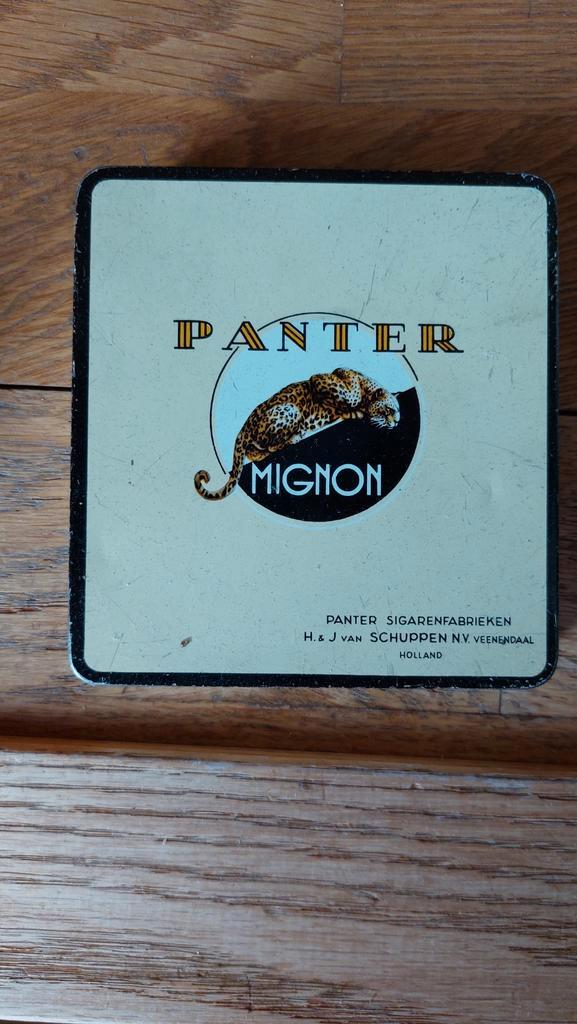 PANTER
MIGNON
PANTER SIGARENFABRIEKEN
H. & J VAN SCHUPPEN N.V. VEENENDAAL
HOLLAND